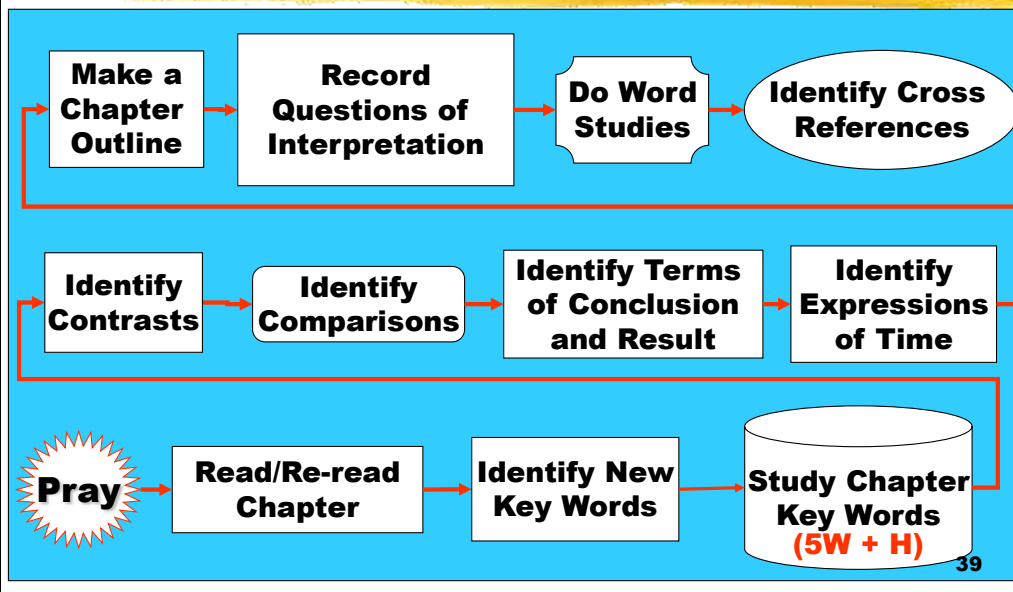 Make a
Chapter
Outline
Record
Questions of
Interpretation
Do Word
Studies
Identify Cross
References
Identify
Contrasts
Identify
Comparisons
Identify Terms
of Conclusion
and Result
Identify
Expressions
of Time
Pray
Read/Re-read
Chapter
Identify New
Key Words
Study Chapter
Key Words
(5W + H)
39